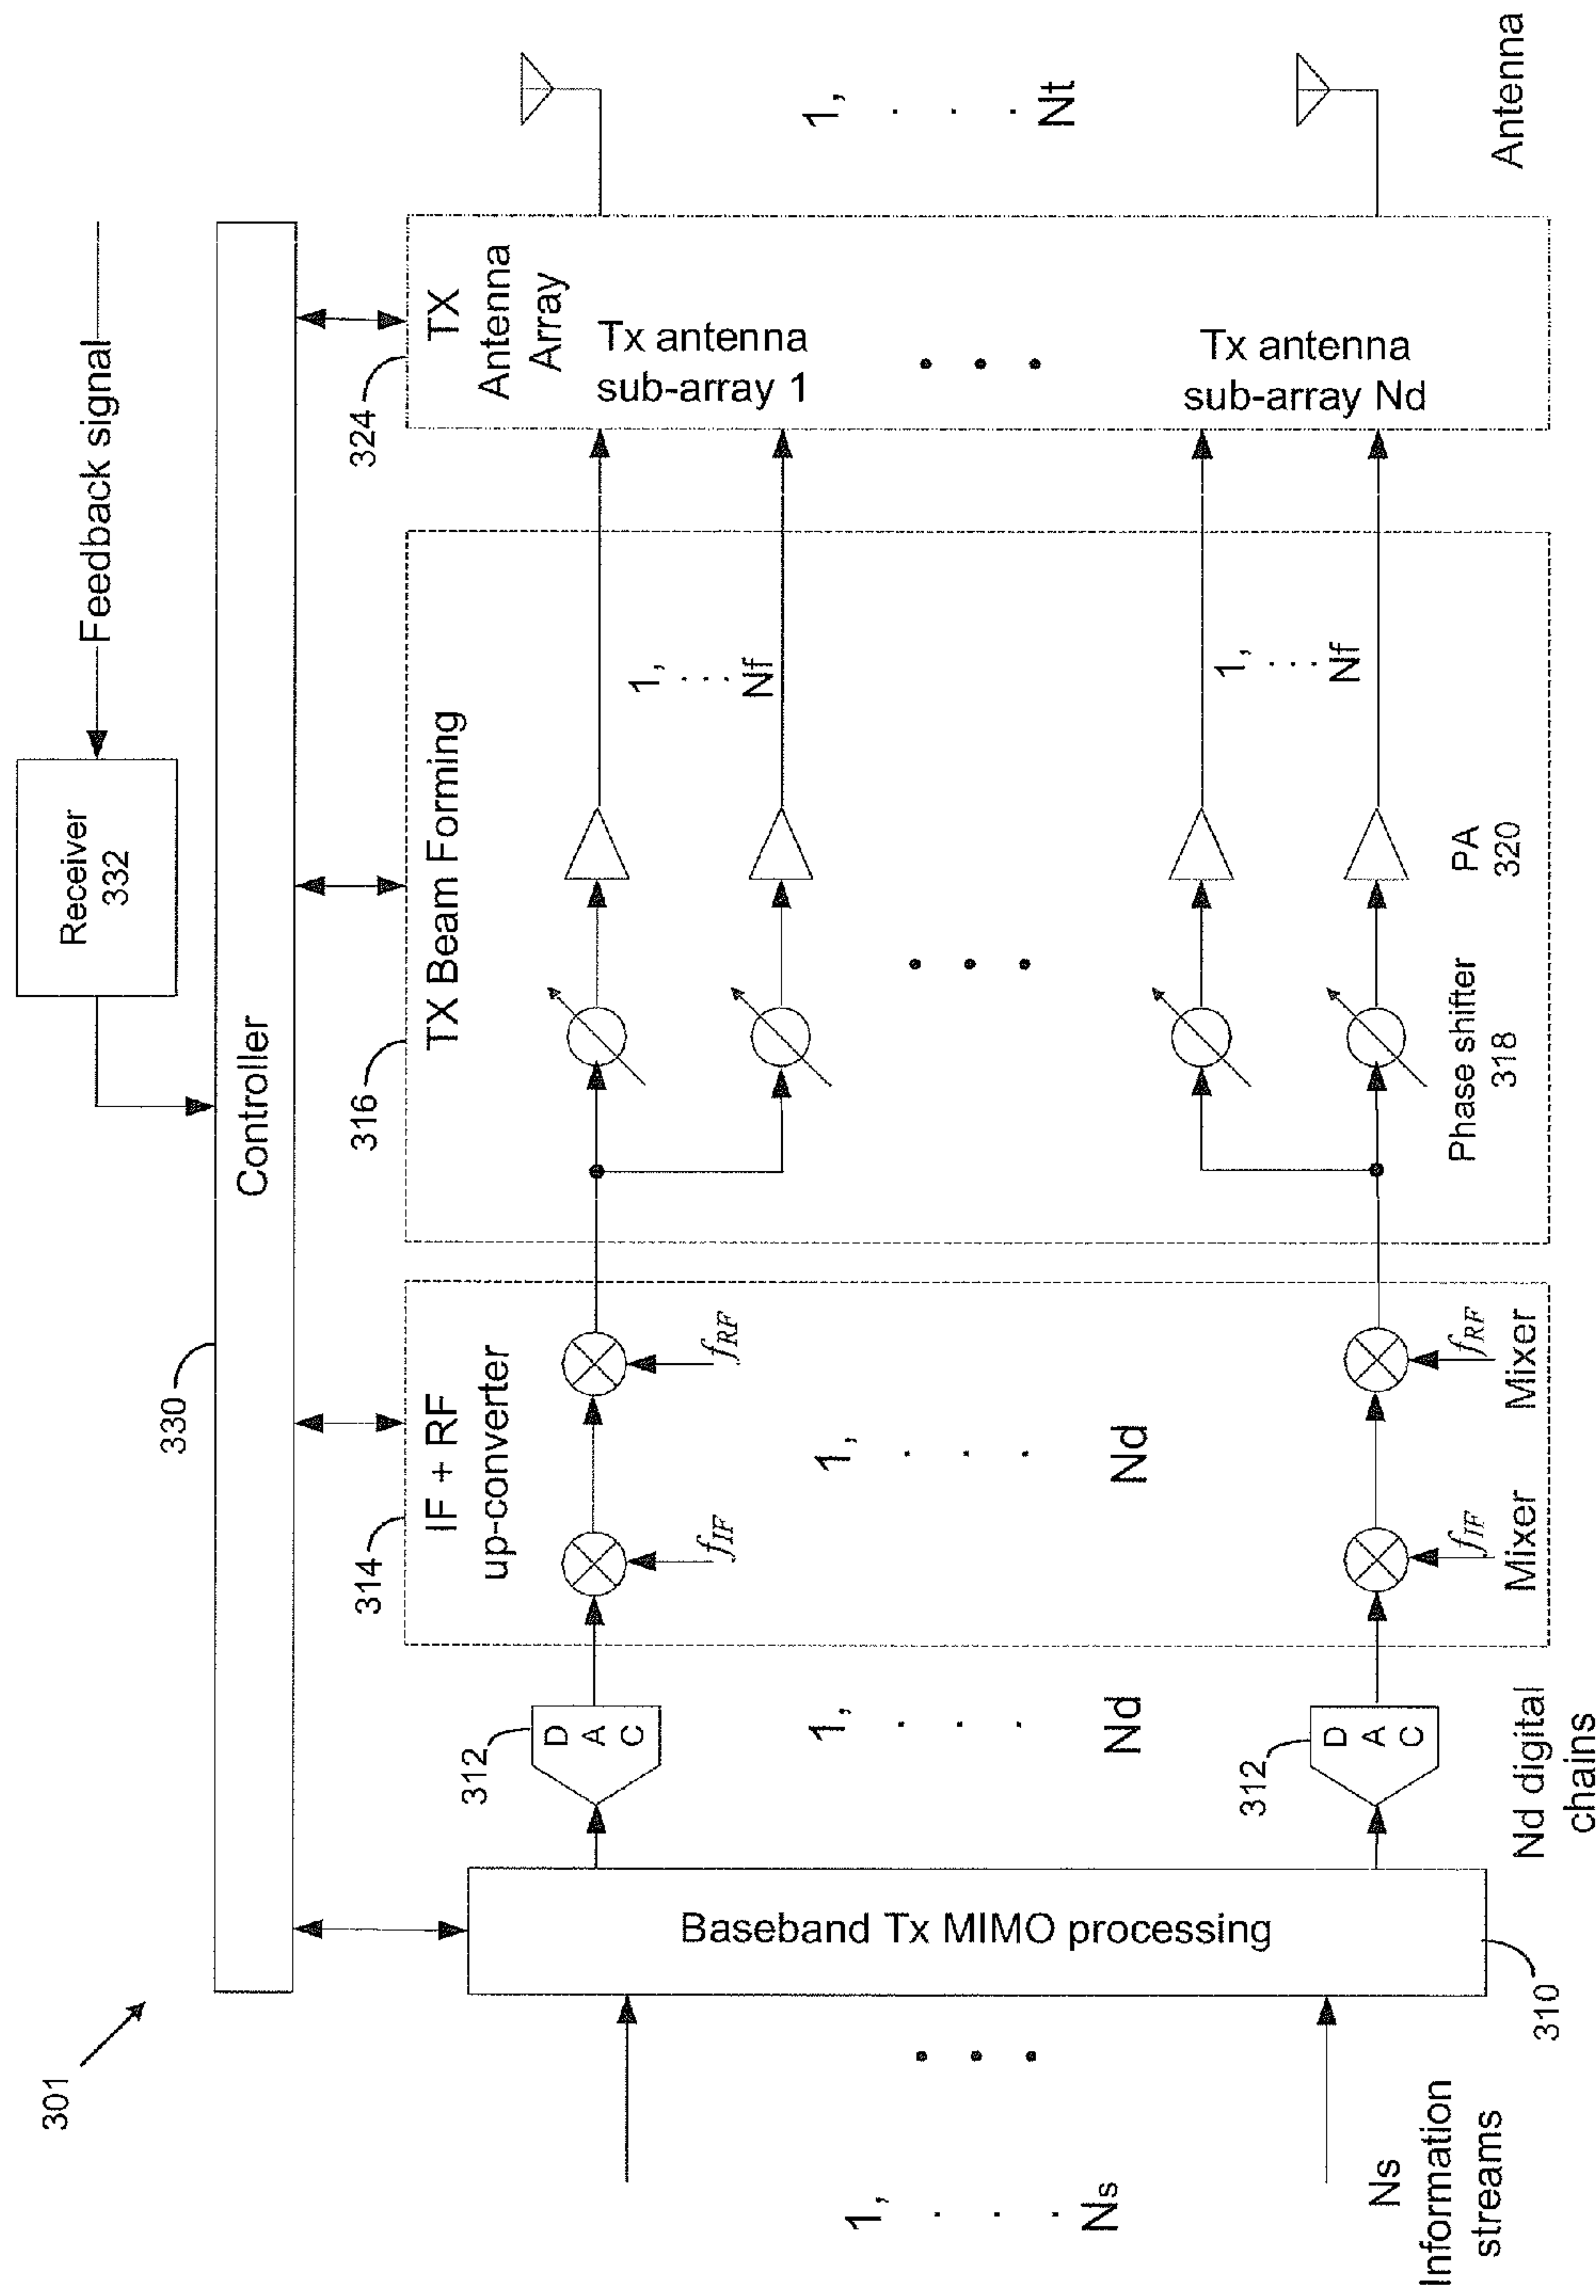 301
Receiver
332
Feedback signal
330
Controller
314
IF + RF
up-converter
316
TX Beam Forming
324
TX
Antenna
Array
Tx antenna
sub-array 1
Tx antenna
sub-array Nd
1,
. . .
Ns
Ns
Information
streams
Baseband Tx MIMO processing
310
312
D
A
C
1,
. . .
Nd
312
D
A
C
Nd digital
chains
fIF
fRF
1,
. . .
Nd
fIF
fRF
Mixer
Mixer
1,
. . .
Nf
1,
. . .
Nf
Phase shifter
318
PA
320
1,
. . .
Nt
Antenna